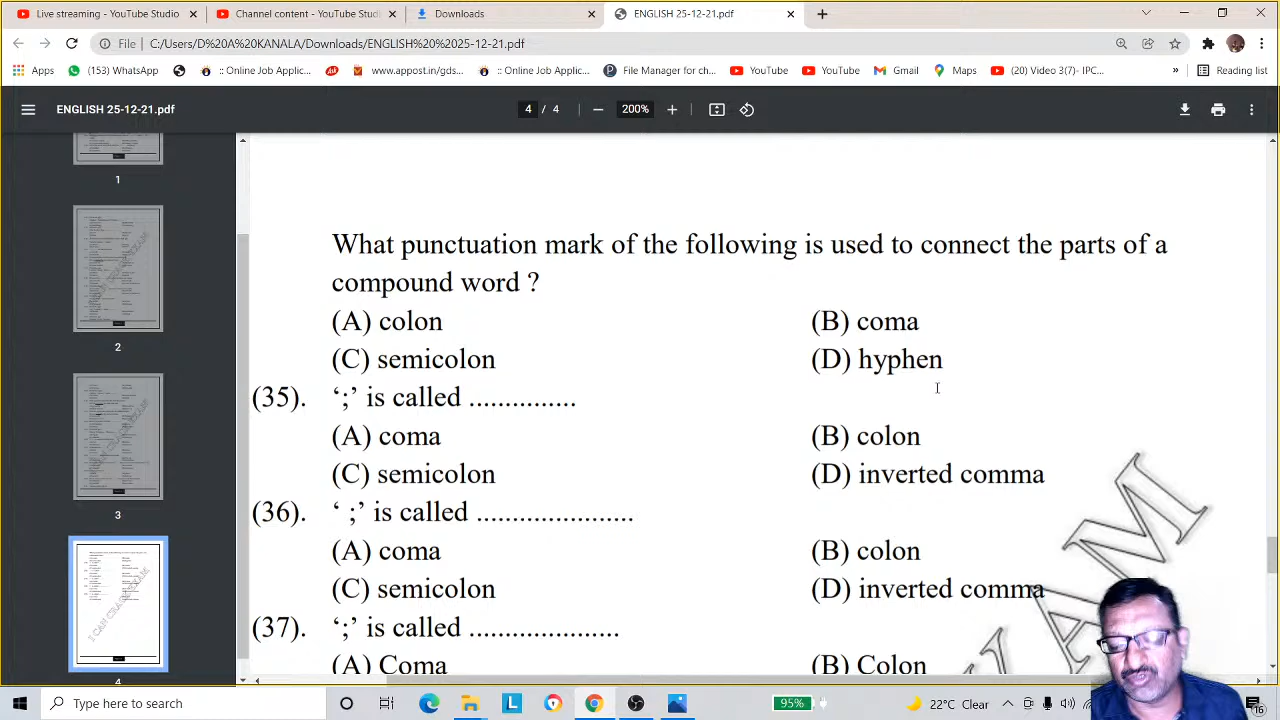 Live streaming - YouTube Studio
Channel content - YouTube Studi
Downloads
ENGLISH 25-12-21.pdf
File C:/Users/D%20A%20KANALA/Downloads/ENGLISH%20%2025-12-21.pdf
Apps
(153) WhatsApp
:: Online Job Applic...
www.appost.in/gds...
:: Online Job Applic...
File Manager for ch...
YouTube
YouTube
Gmail
Maps
(20) Video 3(7)- IPC...
»
Reading list
ENGLISH 25-12-21.pdf
4 / 4
200%
1
2
3
4
What punctuation mark of the following is used to connect the parts of a
compound word ?
(A) colon (B) coma
(C) semicolon (D) hyphen
(35). ‘;’ is called ...............
(A) coma (B) colon
(C) semicolon (D) inverted comma
(36). ‘ ;’ is called ......................
(A) coma (B) colon
(C) semicolon (D) inverted comma
(37). ‘;’ is called .....................
(A) Coma (B) Colon
Type here to search
95%
22°C Clear
16